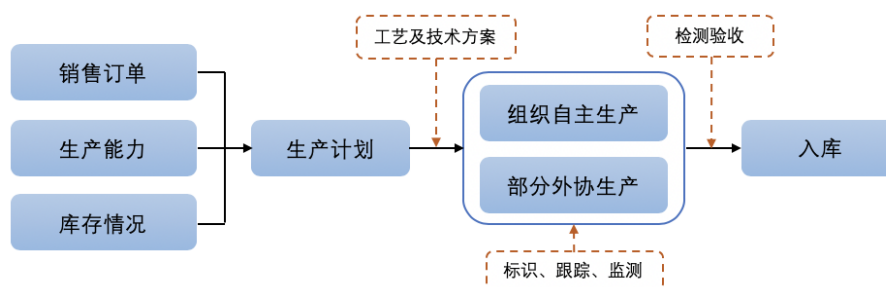 工艺及技术方案
检测验收
销售订单
生产能力
库存情况
生产计划
组织自主生产
部分外协生产
入库
标识、跟踪、监测